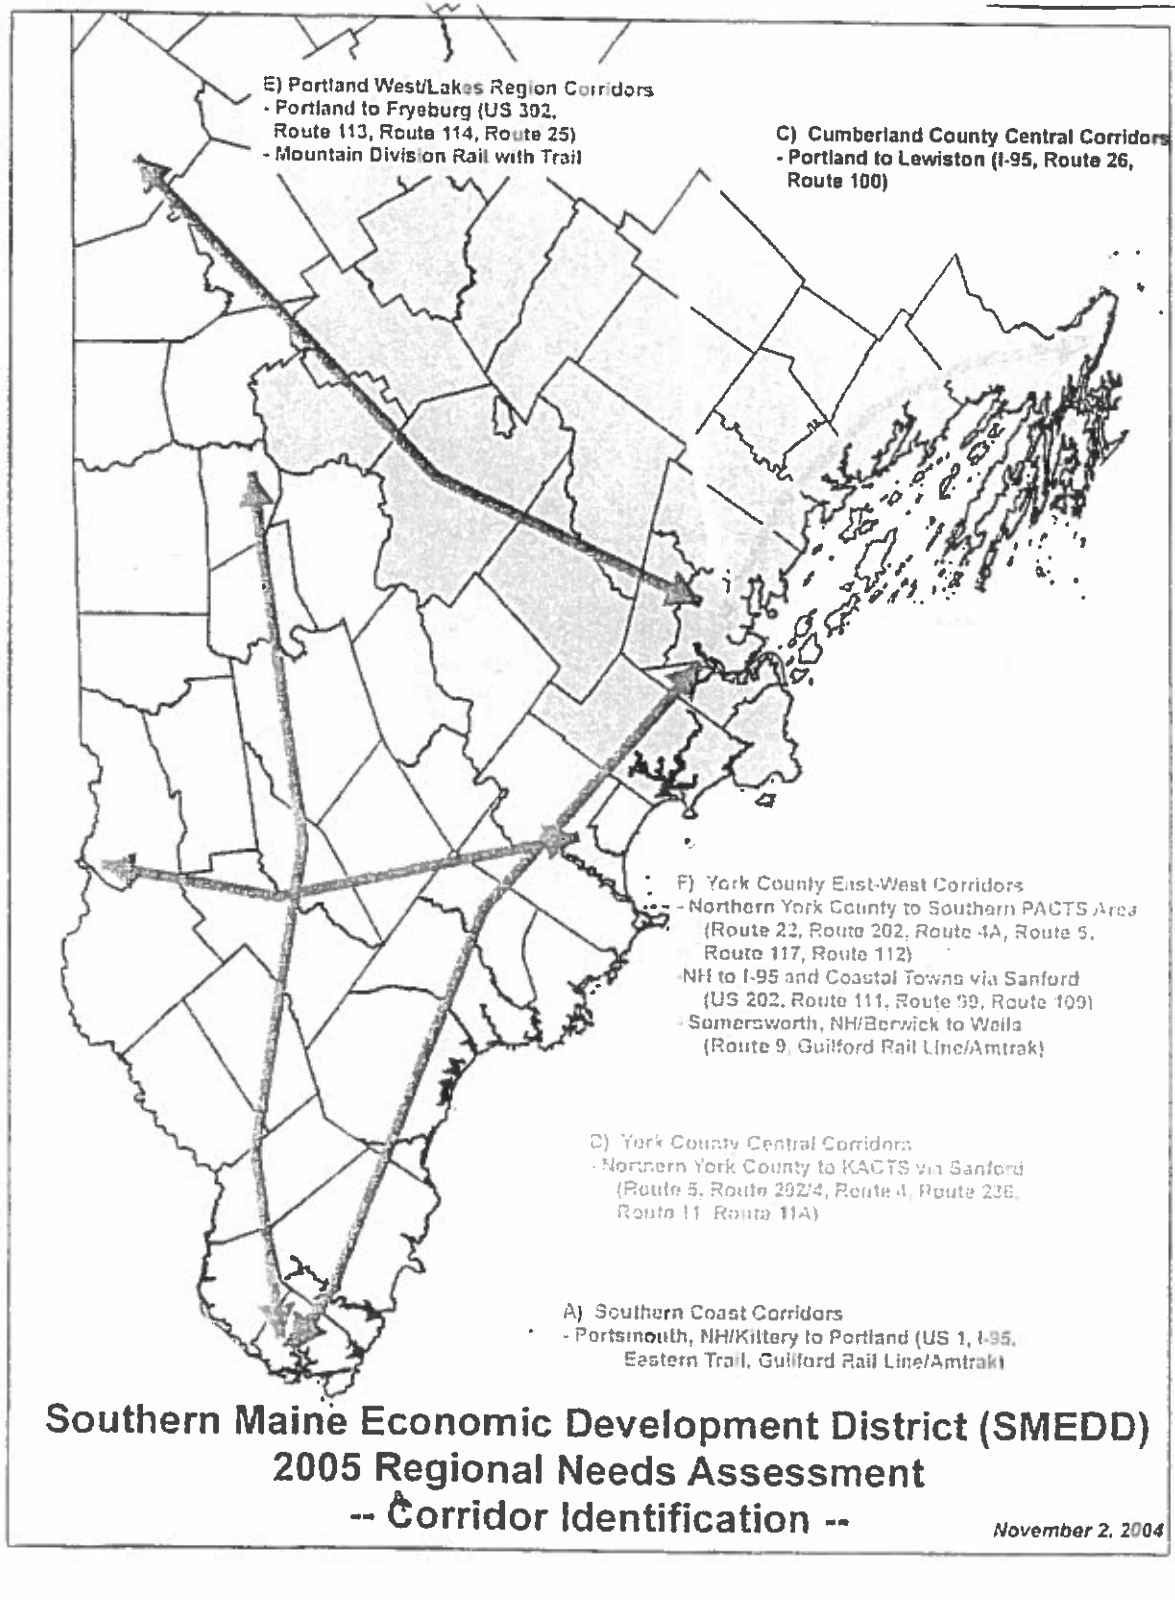 E) Portland West/Lakes Region Corridors
- Portland to Fryeburg (US 302,
Route 113, Route 114, Route 25)
- Mountain Division Rail with Trail
C) Cumberland County Central Corridors
- Portland to Lewiston (I-95, Route 26,
Route 100)
F) York County East-West Corridors
- Northern York County to Southern PACTS Area
(Route 22, Route 202, Route 4A, Route 5,
Route 117, Route 112)
-NH to I-95 and Coastal Towns via Sanford
(US 202, Route 111, Route 99, Route 109)
- Somersworth, NH/Berwick to Wells
(Route 9, Guilford Rail Line/Amtrak)
D) York County Central Corridors
- Northern York County to KACTS via Sanford
(Route 5, Route 202/4, Route 4, Route 236,
Route 11, Route 11A)
A) Southern Coast Corridors
- Portsmouth, NH/Kittery to Portland (US 1, I-95,
Eastern Trail, Guilford Rail Line/Amtrak)
Southern Maine Economic Development District (SMEDD)
2005 Regional Needs Assessment
-- Corridor Identification --
November 2, 2004